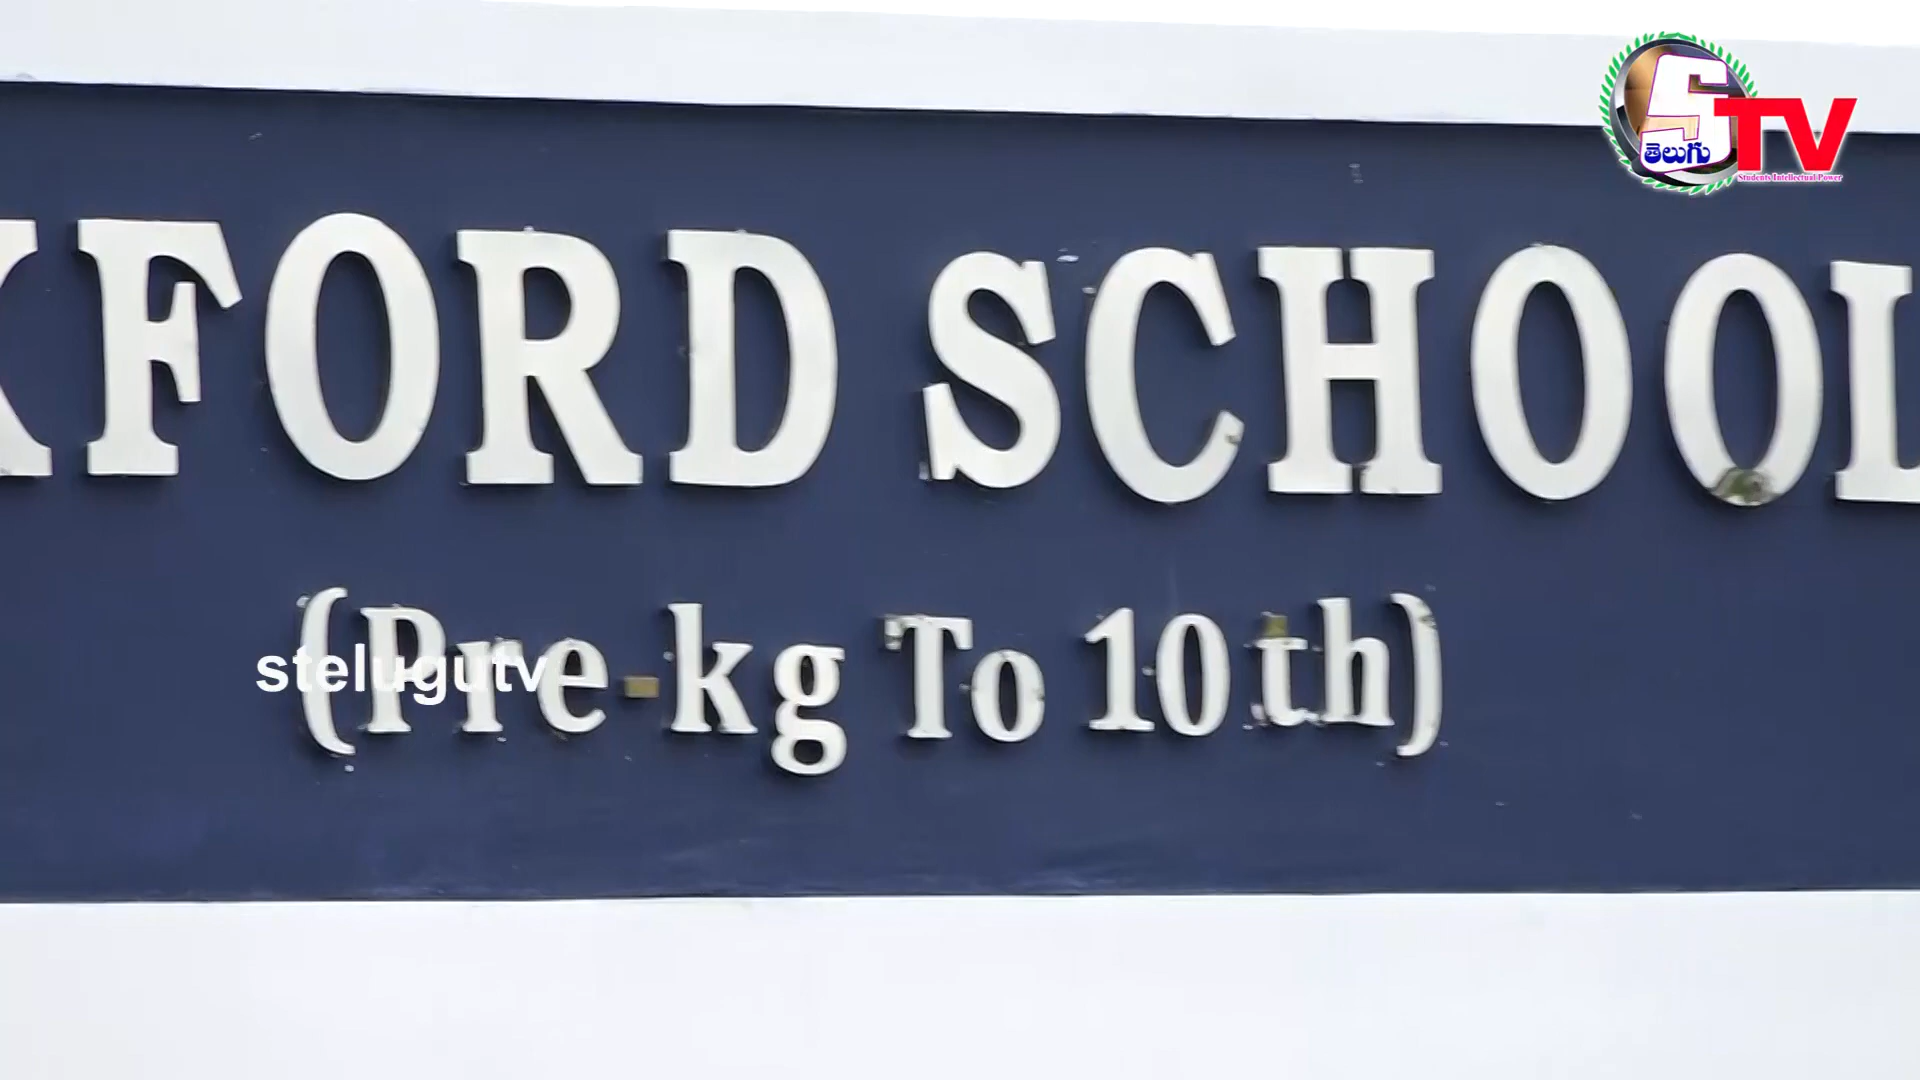 S TV
తెలుగు
Students Intellectual Power
XFORD SCHOOL
(Pre-kg To 10th)
stelugutv